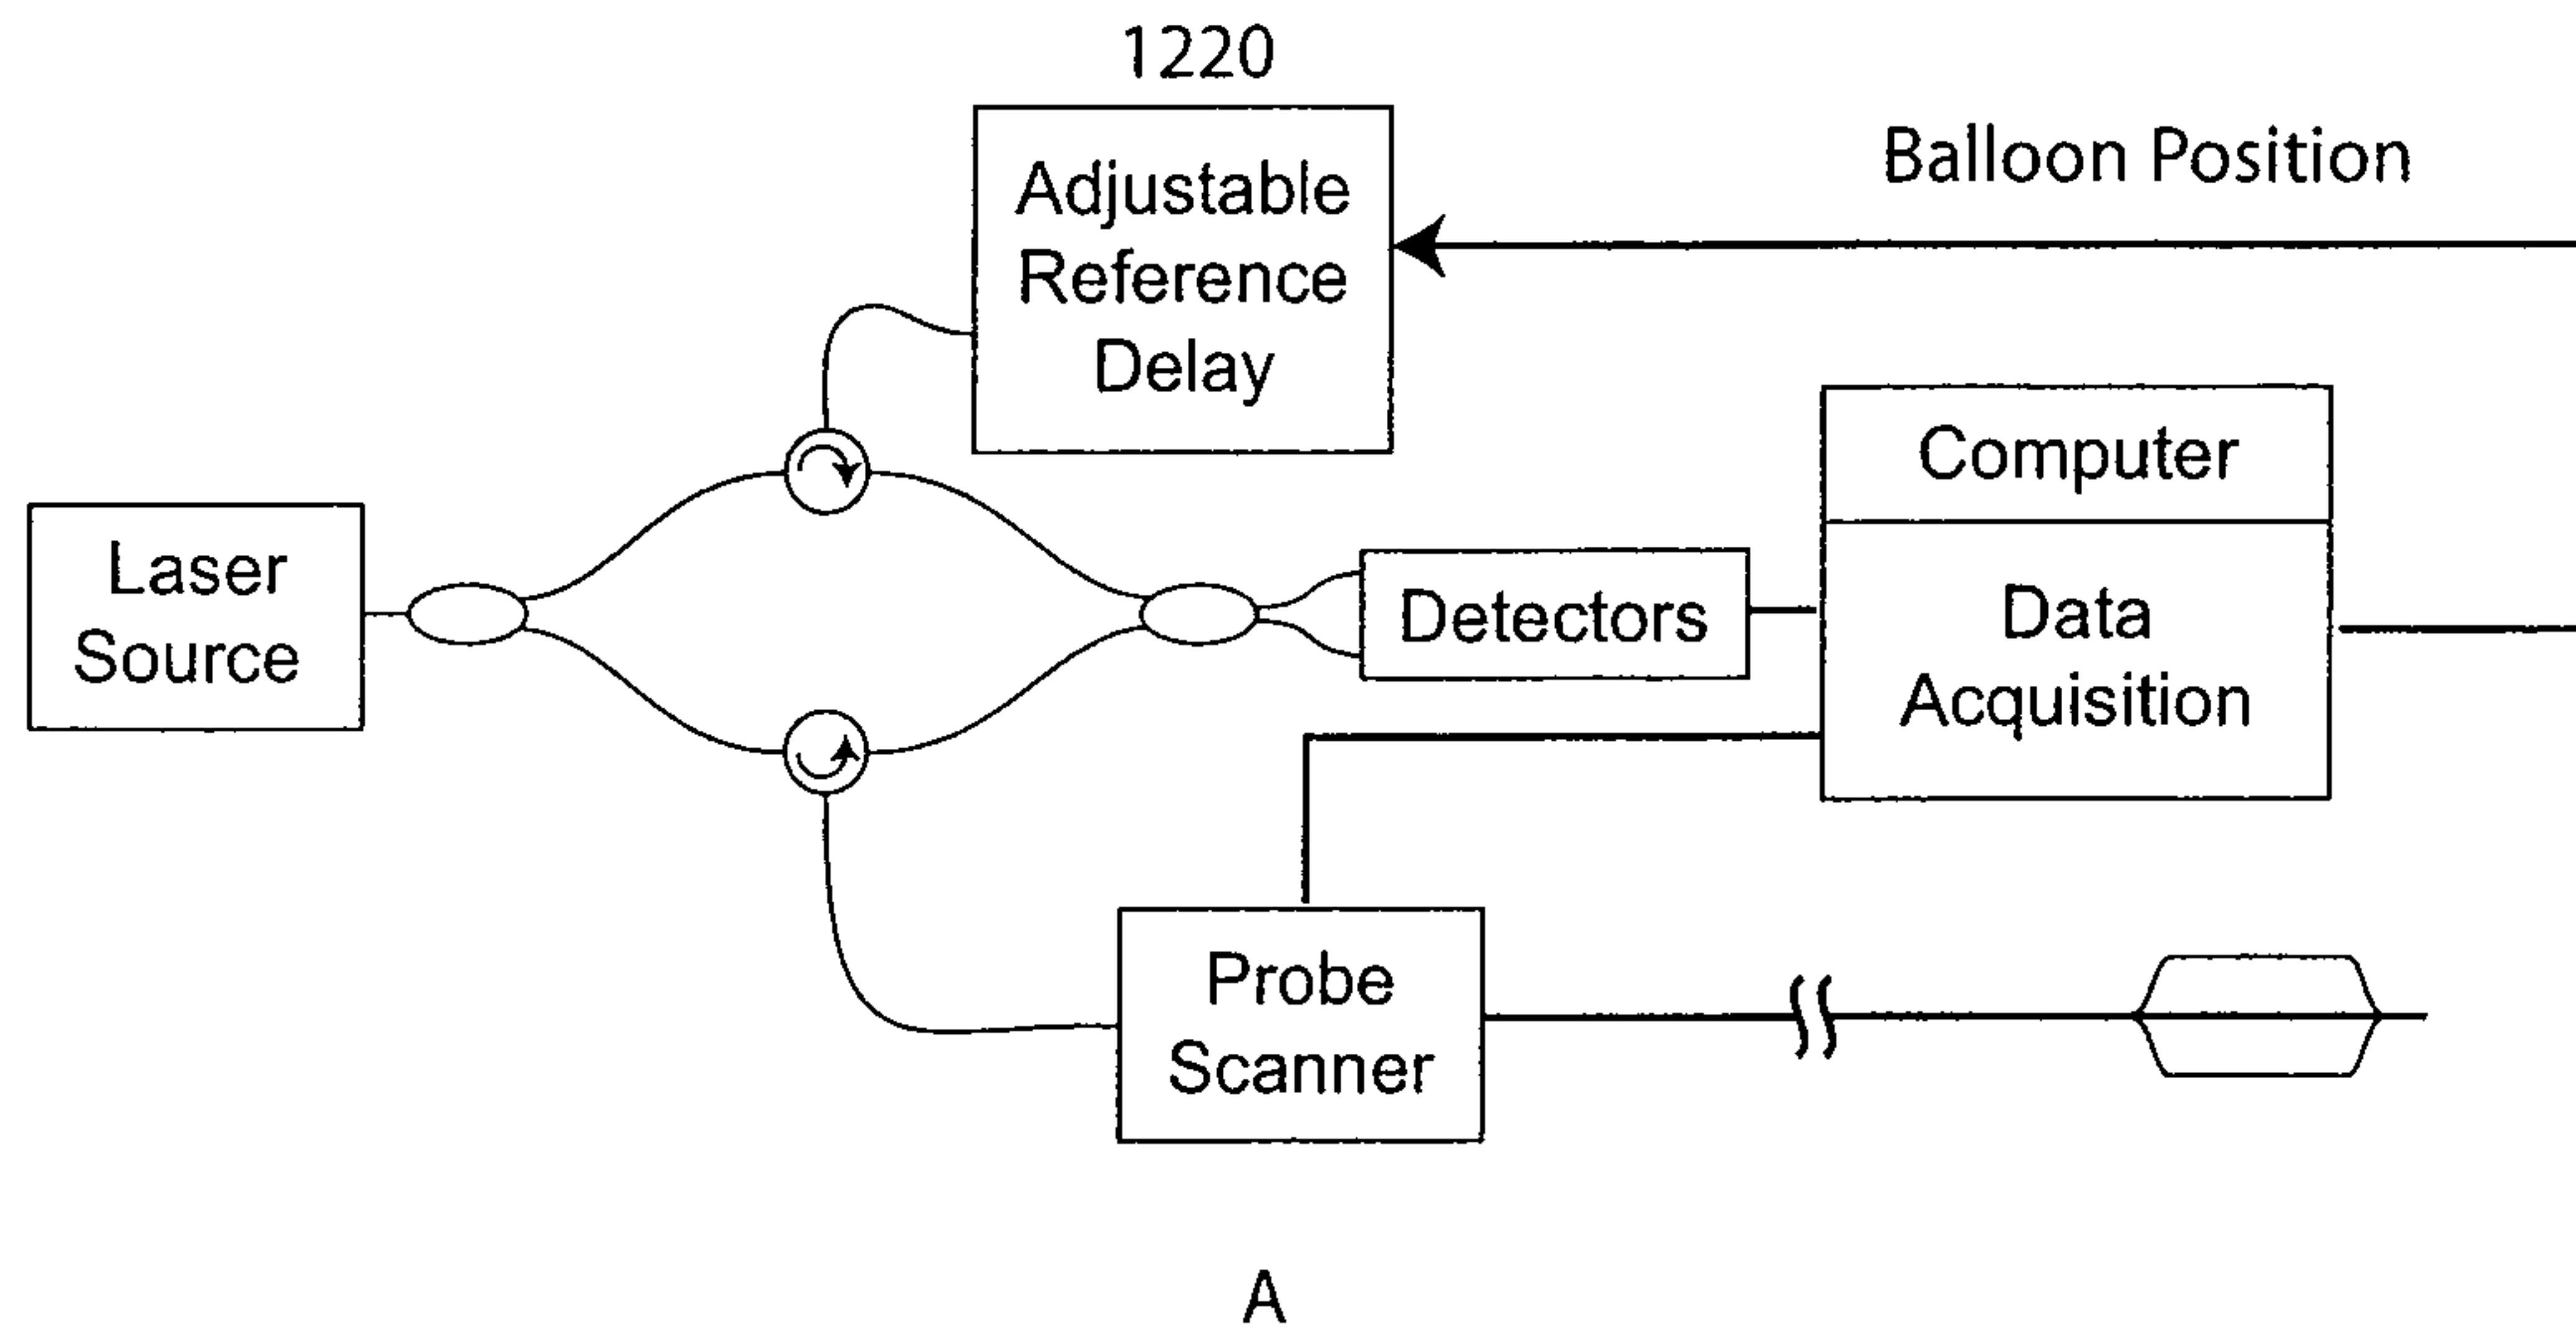 1220
Adjustable
Reference
Delay
Balloon Position
Computer
Laser
Source
Detectors
Data
Acquisition
Probe
Scanner
A